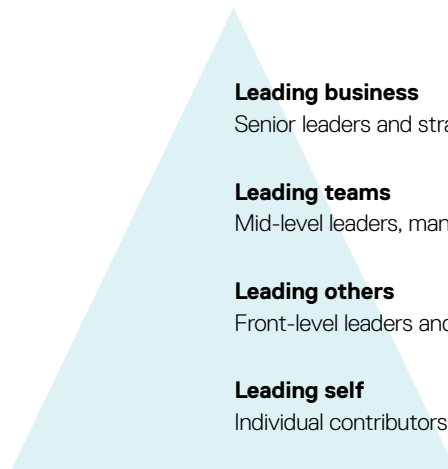 Leading business
Senior leaders and
Leading teams
Mid-level leaders,
Leading others
Front-level leaders
Leading self
Individual contributors